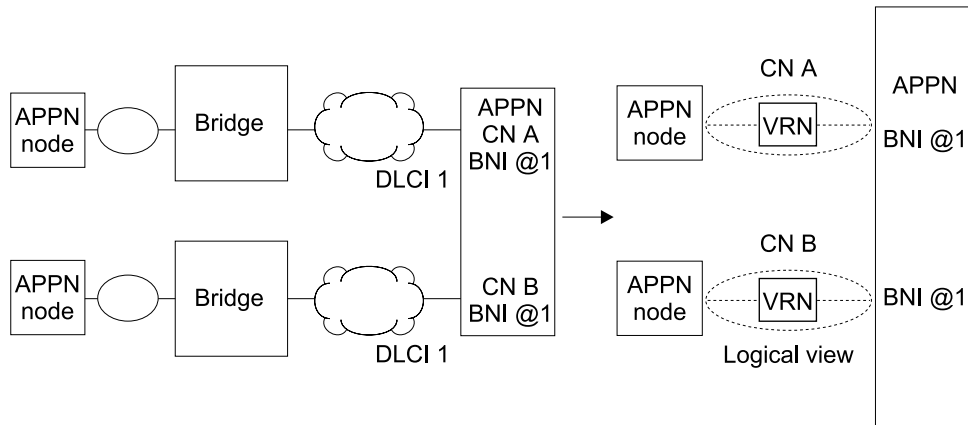 APPN
node
Bridge
DLCI 1
APPN
CN A
BNI @1
APPN
node
Bridge
DLCI 1
CN B
BNI @1
CN A
APPN
node
VRN
APPN
BNI @1
CN B
APPN
node
VRN
BNI @1
Logical view